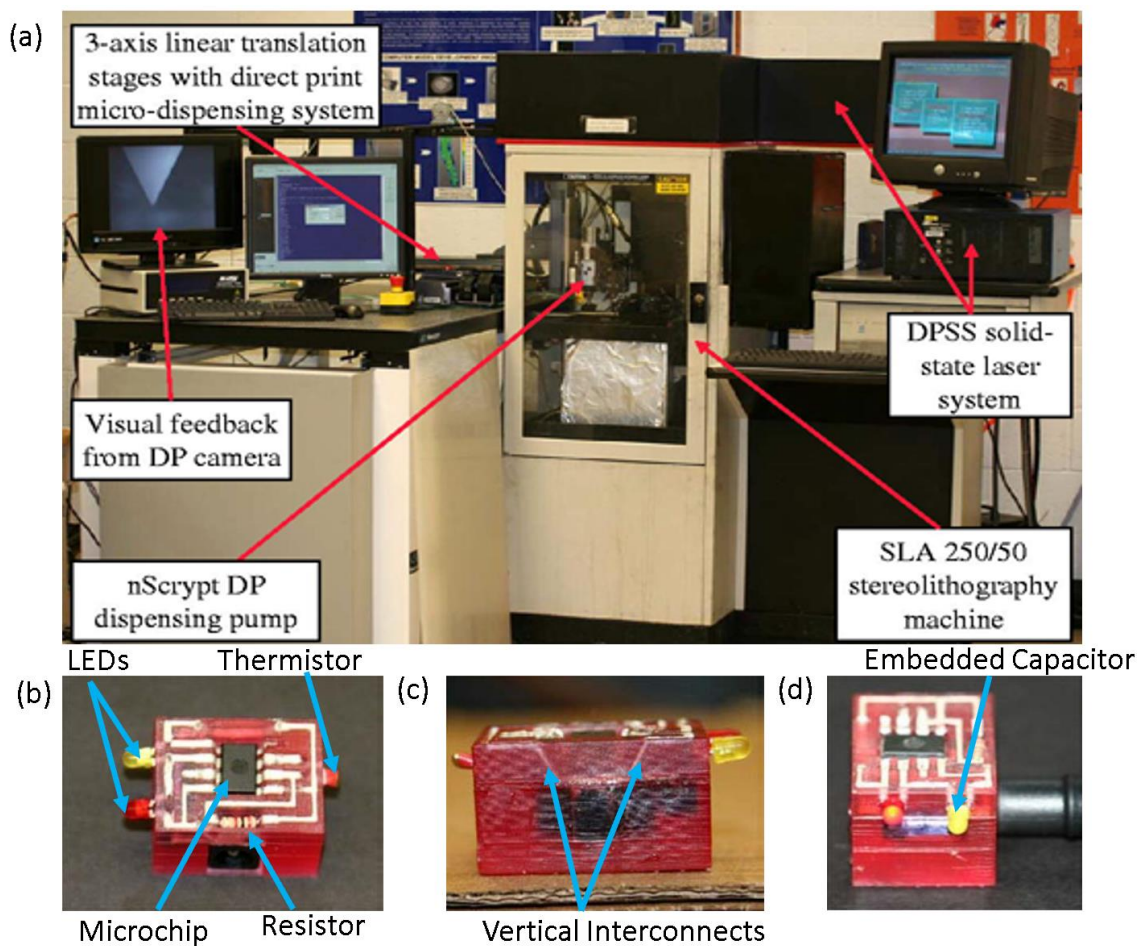 (a)
3-axis linear translation
stages with direct print
micro-dispensing system
Visual feedback
from DP camera
DPSS solid-
state laser
system
nScrypt DP
dispensing pump
SLA 250/50
stereolithography
machine
LEDs
Thermistor
Embedded Capacitor
(b)
(c)
(d)
Microchip
Resistor
Vertical Interconnects